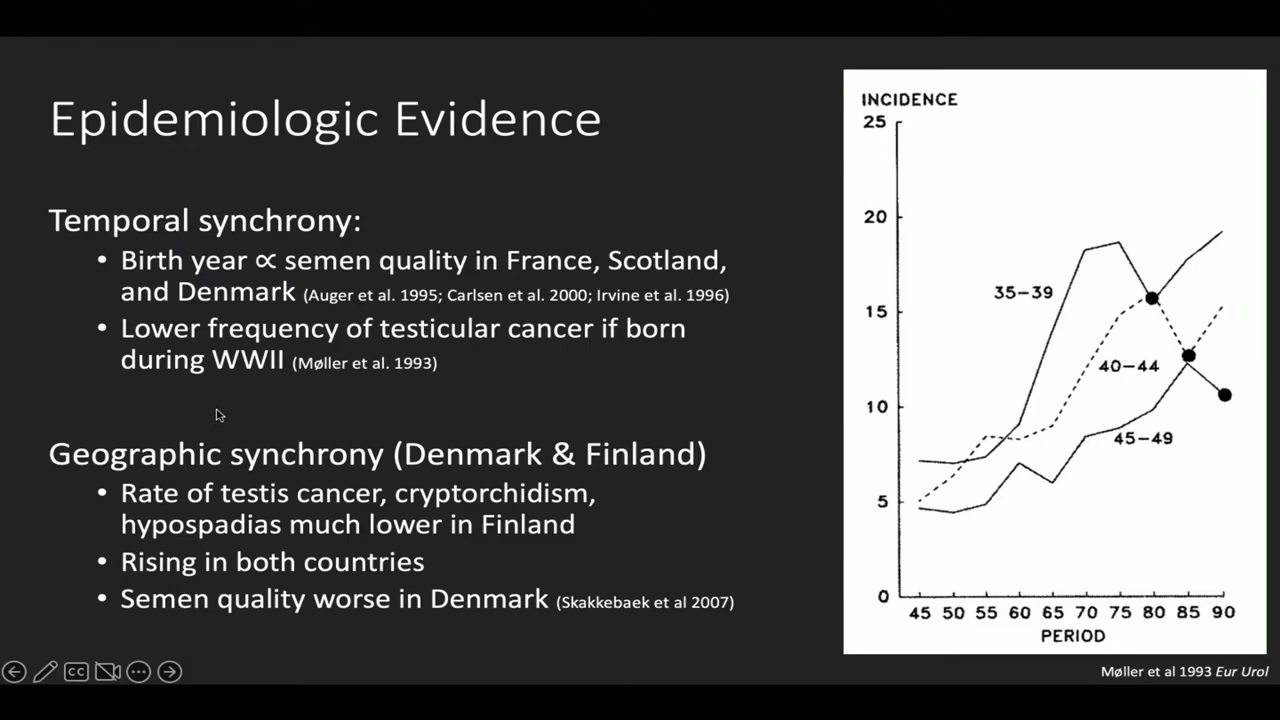 Epidemiologic Evidence
Temporal synchrony:
• Birth year ∝ semen quality in France, Scotland,
and Denmark (Auger et al. 1995; Carlsen et al. 2000; Irvine et al. 1996)
• Lower frequency of testicular cancer if born
during WWII (Møller et al. 1993)
Geographic synchrony (Denmark & Finland)
• Rate of testis cancer, cryptorchidism,
hypospadias much lower in Finland
• Rising in both countries
• Semen quality worse in Denmark (Skakkebaek et al 2007)
INCIDENCE
25
20
15
10
5
0
35–39
40–44
45–49
45 50 55 60 65 70 75 80 85 90
PERIOD
Møller et al 1993 Eur Urol
CC